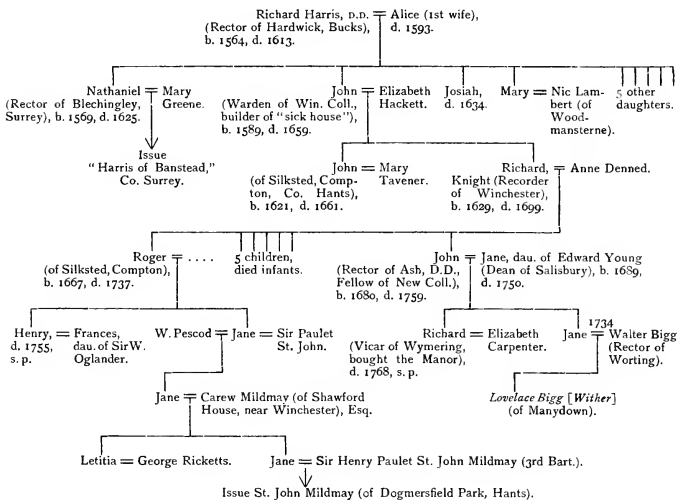 Richard Harris, D.D. = Alice (1st wife),
(Rector of Hardwick, Bucks) d. 1593.
b. 1564, d. 1613.
Nathaniel = Mary
(Rector of Blechingley, Greene.
Surrey), b. 1569, d. 1625.
Issue
"Harris of Banstead,"
Co. Surrey.
John = Elizabeth
(Warden of Win. Coll., Hackett.
builder of "sick house"),
b. 1589, d. 1659.
Josiah,
d. 1634.
Mary = Nic Lam-
bert (of
Wood-
mansterne).
5 other
daughters.
John = Mary
(of Silksted, Comp- Tavener.
ton, Co. Hants),
b. 1621, d. 1661.
Richard, = Anne Denned.
Knight (Recorder
of Winchester),
b. 1629, d. 1699.
Roger = . . . .
(of Silksted, Compton),
b. 1667, d. 1737.
5 children,
died infants.
John = Jane, dau. of Edward Young
(Rector of Ash, D.D., (Dean of Salisbury), b. 1689,
Fellow of New Coll.), d. 1750.
b. 1680, d. 1759.
Henry, = Frances,
d. 1755, dau. of Sir W.
s.p. Oglander.
W. Pescod = Jane = Sir Paulet
St. John.
Richard = Elizabeth
(Vicar of Wymering, Carpenter.
bought the Manor),
d. 1768, s.p.
1734
Jane = Walter Bigg
(Rector of
Worting).
Lovelace Bigg [Wither]
(of Manydown).
Jane = Carew Mildmay (of Shawford
House, near Winchester), Esq.
Letitia = George Ricketts.
Jane = Sir Henry Paulet St. John Mildmay (3rd Bart.).
Issue St. John Mildmay (of Dogmersfield Park, Hants).